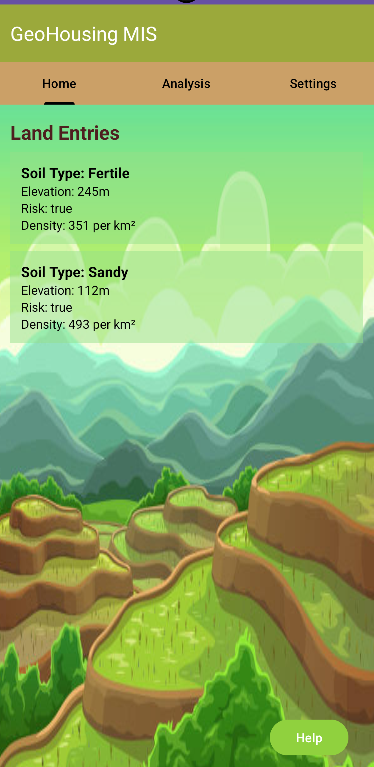 GeoHousing MIS
Home
Analysis
Settings
Land Entries
Soil Type: Fertile
Elevation: 245m
Risk: true
Density: 351 per km²
Soil Type: Sandy
Elevation: 112m
Risk: true
Density: 493 per km²
Help